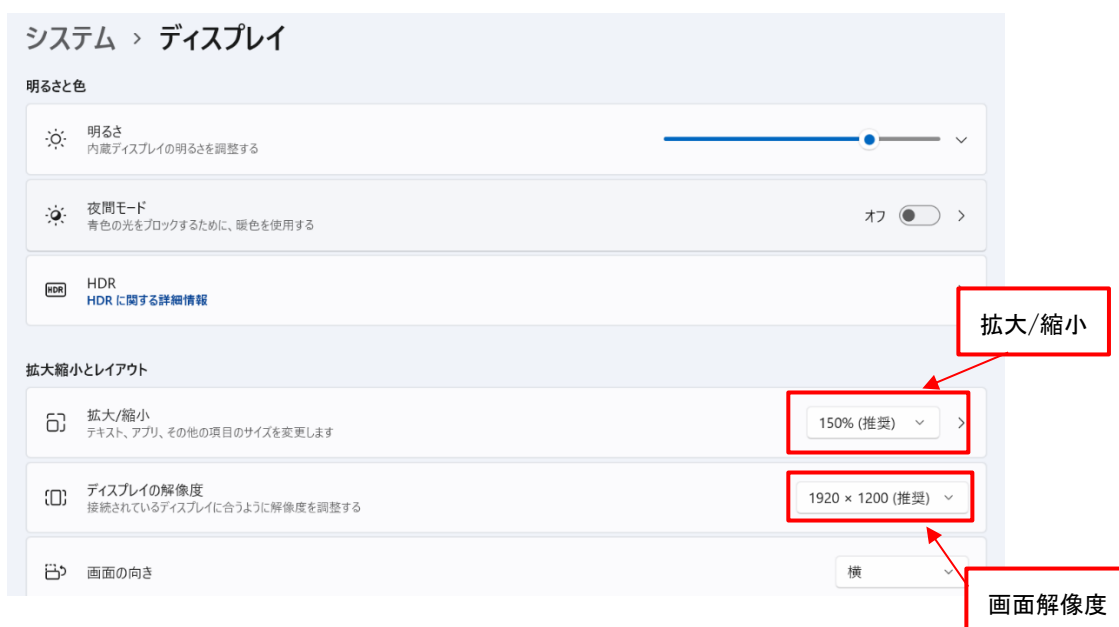 システム > ディスプレイ
明るさと色
明るさ
内蔵ディスプレイの明るさを調整する
夜間モード
青色の光をブロックするために、暖色を使用する
オフ
HDR
HDR
HDR に関する詳細情報
拡大/縮小
拡大縮小とレイアウト
拡大/縮小
テキスト、アプリ、その他の項目のサイズを変更します
150% (推奨)
ディスプレイの解像度
接続されているディスプレイに合うように解像度を調整する
1920 × 1200 (推奨)
画面の向き
横
画面解像度